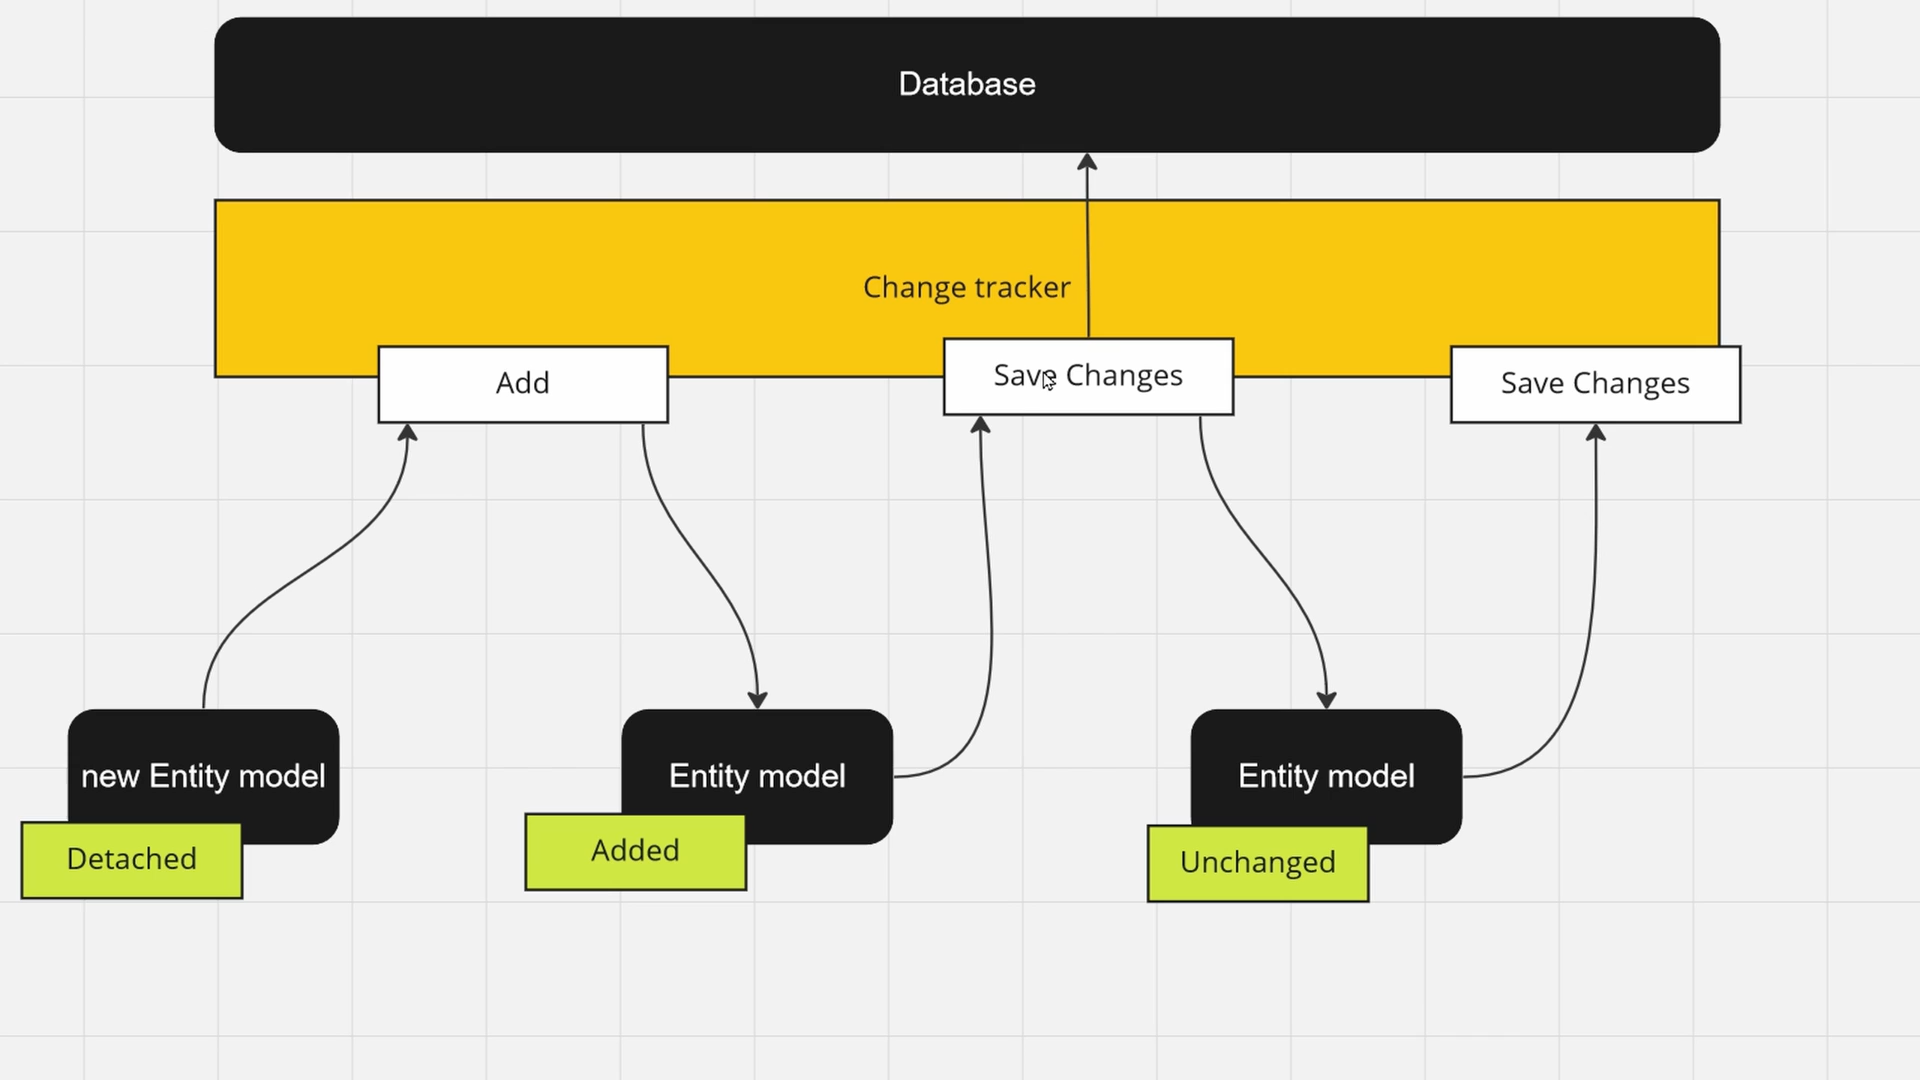 Database
Change tracker
Add
Save Changes
Save Changes
new Entity model
Entity model
Entity model
Detached
Added
Unchanged